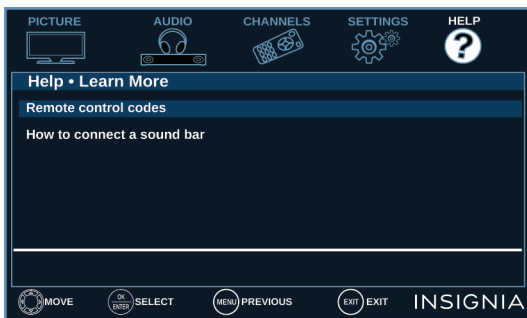 PICTURE AUDIO CHANNELS SETTINGS HELP
?
Help • Learn More
Remote control codes
How to connect a sound bar
MOVE OK ENTER SELECT MENU PREVIOUS EXIT EXIT INSIGNIA